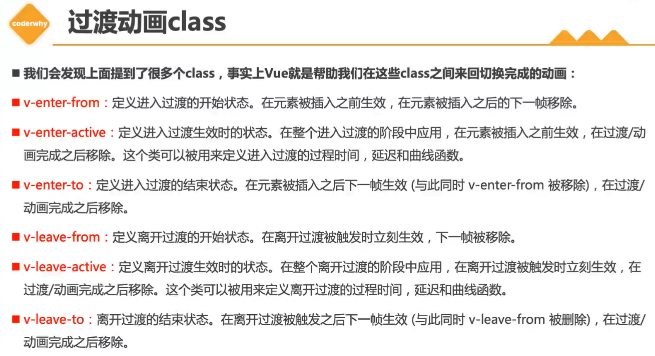 coderwhy
过渡动画class
■ 我们会发现上面提到了很多个class，事实上Vue就是帮助我们在这些class之间来回切换完成的动画：
■ v-enter-from：定义进入过渡的开始状态。在元素被插入之前生效，在元素被插入之后的下一帧移除。
■ v-enter-active：定义进入过渡生效时的状态。在整个进入过渡的阶段中应用，在元素被插入之前生效，在过渡/动
画完成之后移除。这个类可以被用来定义进入过渡的过程时间，延迟和曲线函数。
■ v-enter-to：定义进入过渡的结束状态。在元素被插入之后下一帧生效 (与此同时 v-enter-from 被移除)，在过渡/
动画完成之后移除。
■ v-leave-from：定义离开过渡的开始状态。在离开过渡被触发时立刻生效，下一帧被移除。
■ v-leave-active：定义离开过渡生效时的状态。在整个离开过渡的阶段中应用，在离开过渡被触发时立刻生效，在
过渡/动画完成之后移除。这个类可以被用来定义离开过渡的过程时间，延迟和曲线函数。
■ v-leave-to：离开过渡的结束状态。在离开过渡被触发之后下一帧生效 (与此同时 v-leave-from 被删除)，在过渡/
动画完成之后移除。